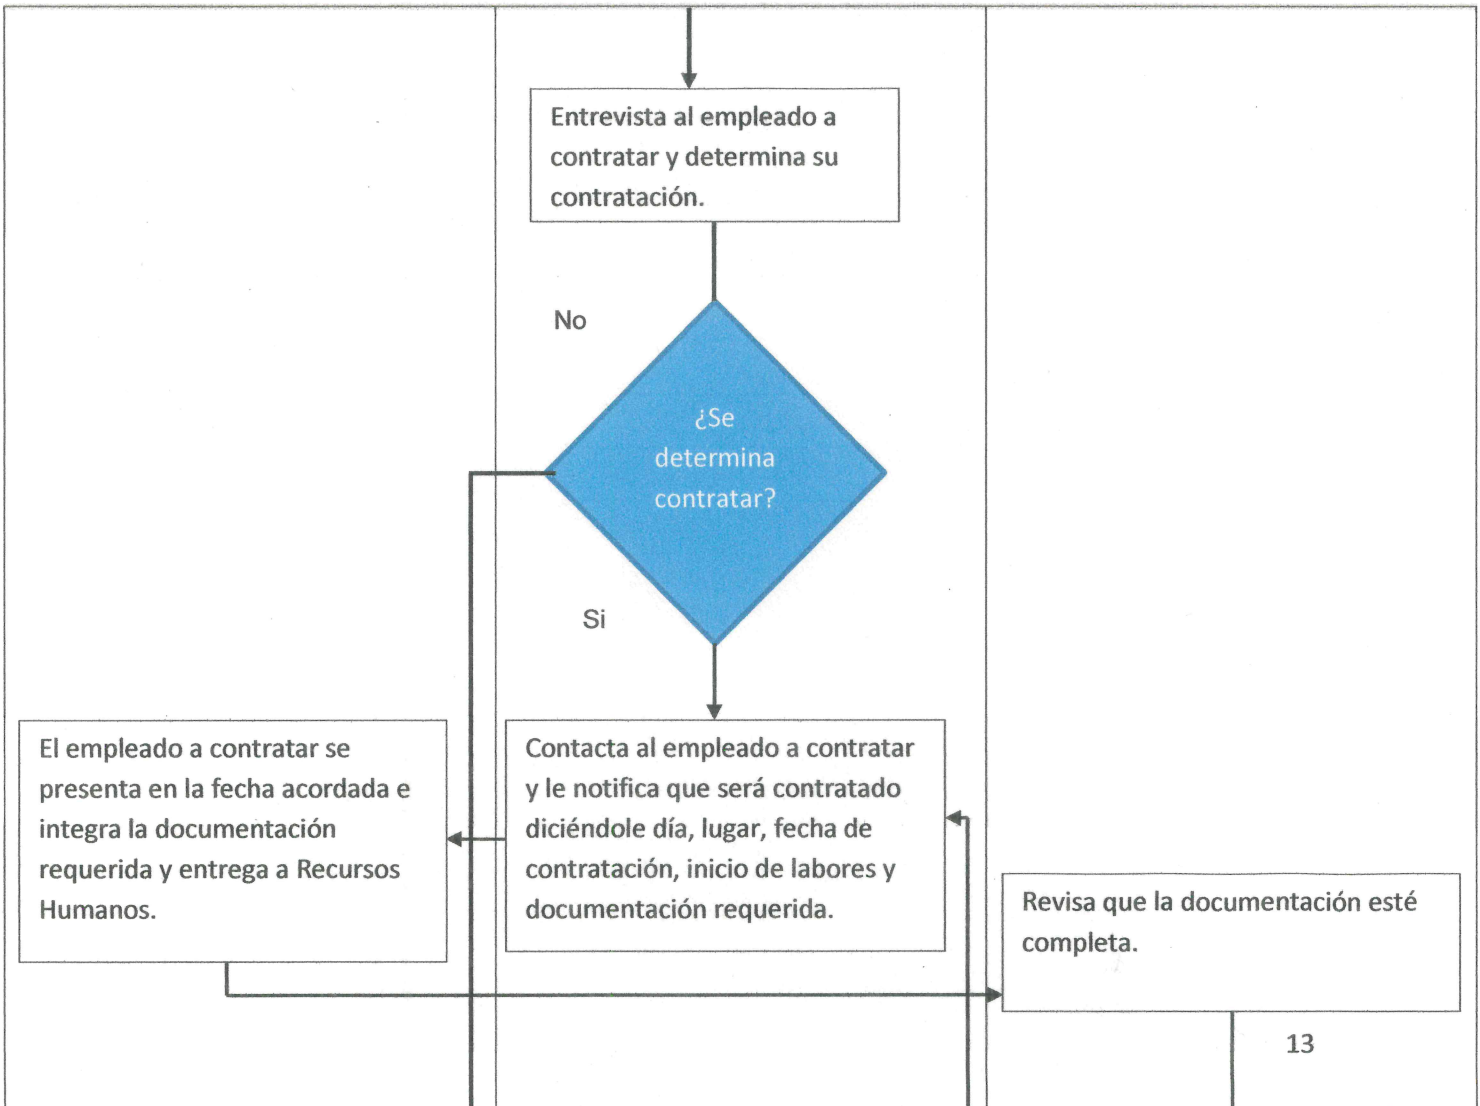 Entrevista al empleado a
contratar y determina su
contratación.
No
¿Se
determina
contratar?
Si
El empleado a contratar se
presenta en la fecha acordada e
integra la documentación
requerida y entrega a Recursos
Humanos.
Contacta al empleado a contratar
y le notifica que será contratado
diciéndole día, lugar, fecha de
contratación, inicio de labores y
documentación requerida.
Revisa que la documentación esté
completa.
13